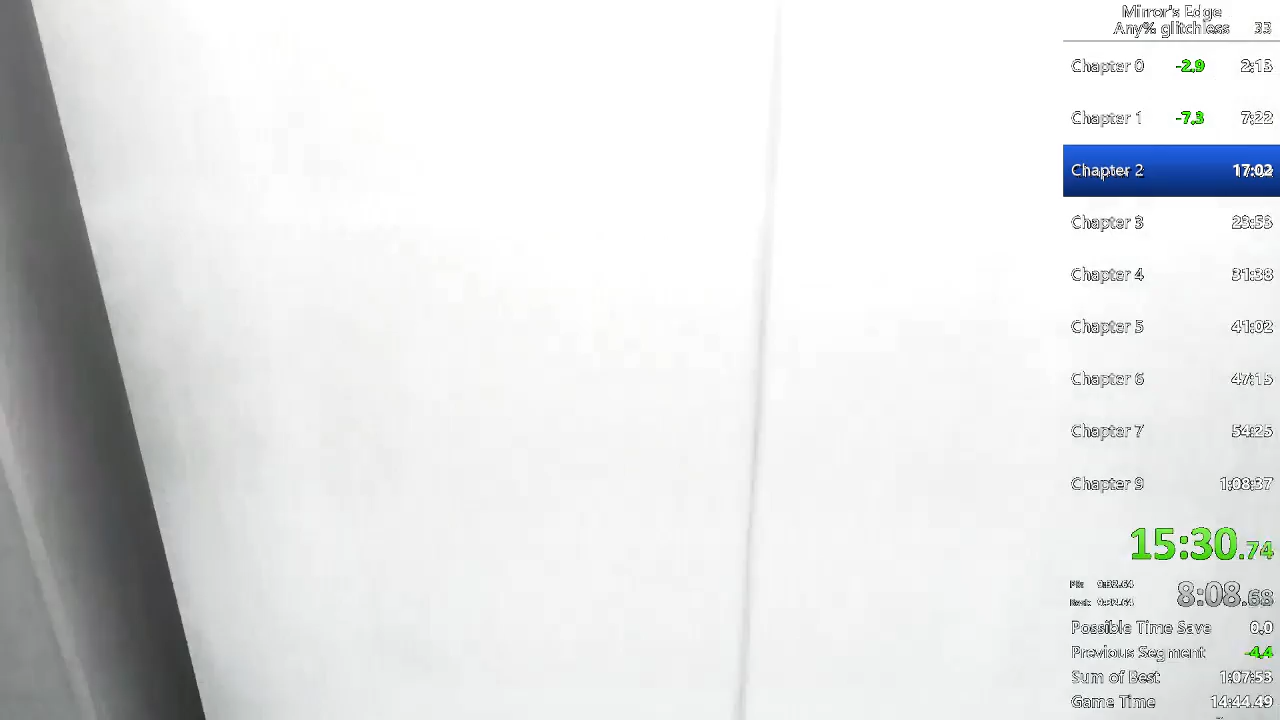 Mirror's Edge
Any% glitchless 33
Chapter 0 -2.9 2:15
Chapter 1 -7.3 7:22
Chapter 2 17:02
Chapter 3 23:53
Chapter 4 31:38
Chapter 5 41:02
Chapter 6 47:15
Chapter 7 54:25
Chapter 9 1:08:37
15:30.74
8:08.68
Possible Time Save 0.0
Previous Segment -4.4
Sum of Best 1:07:53
Game Time 14:44.49